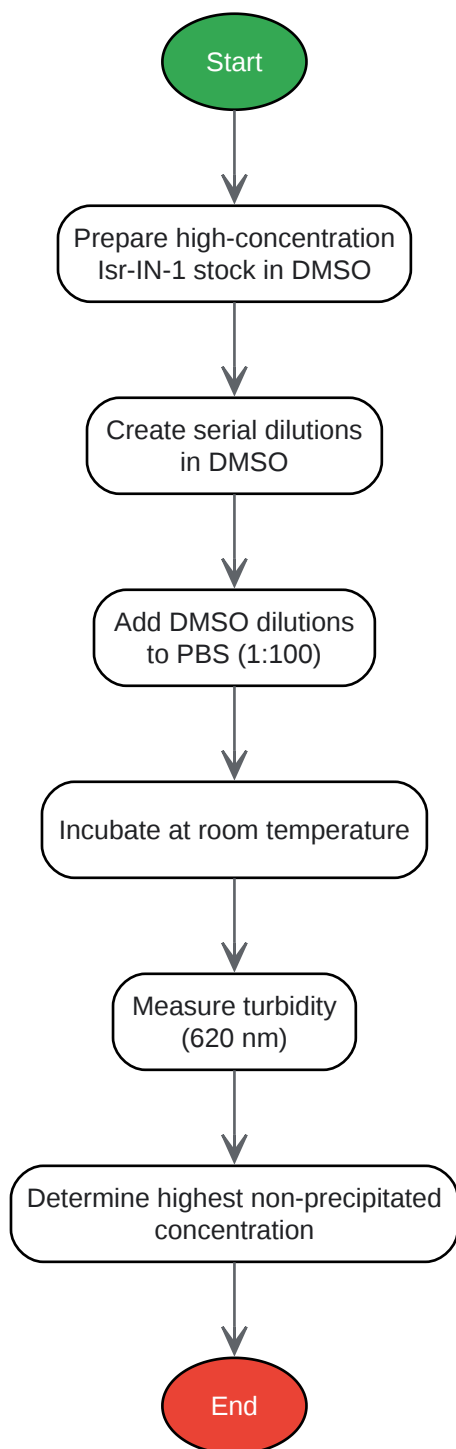 Start
Prepare high-concentration
Isr-IN-1 stock in DMSO
Create serial dilutions
in DMSO
Add DMSO dilutions
to PBS (1:100)
Incubate at room temperature
Measure turbidity
(620 nm)
Determine highest non-precipitated
concentration
End